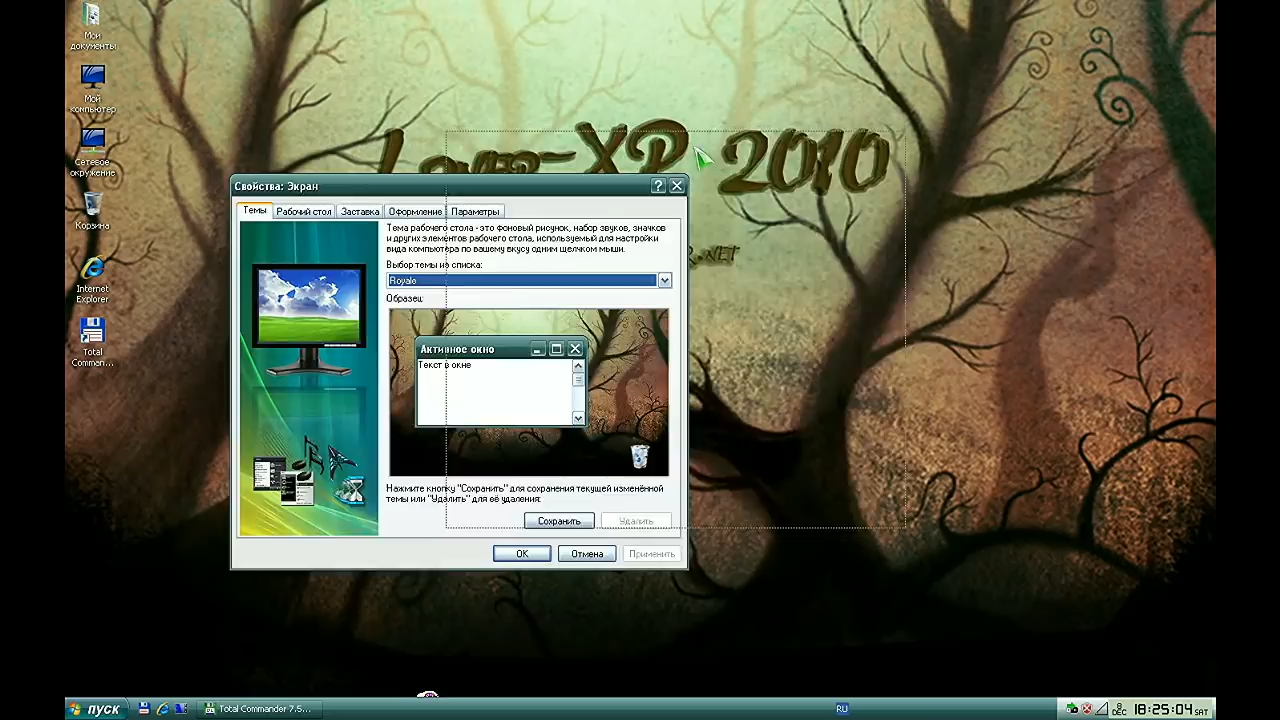 Мои
документы
Мой
компьютер
Сетевое
окружение
Корзина
Internet
Explorer
Total
Comman...
XP 2010
.NET
Свойства: Экран
Темы
Рабочий стол
Заставка
Оформление
Параметры
Тема рабочего стола - это фоновый рисунок, набор звуков, значков
и других элементов рабочего стола, используемый для настройки
вида компьютера по вашему вкусу одним щелчком мыши.
Выбор темы из списка:
Royale
Образец:
Активное окно
Текст в окне
Нажмите кнопку "Сохранить" для сохранения текущей изменённой
темы или "Удалить" для её удаления:
Сохранить
Удалить
OK
Отмена
Применить
пуск
Total Commander 7.5...
RU
DEC
18:25:04 SAT